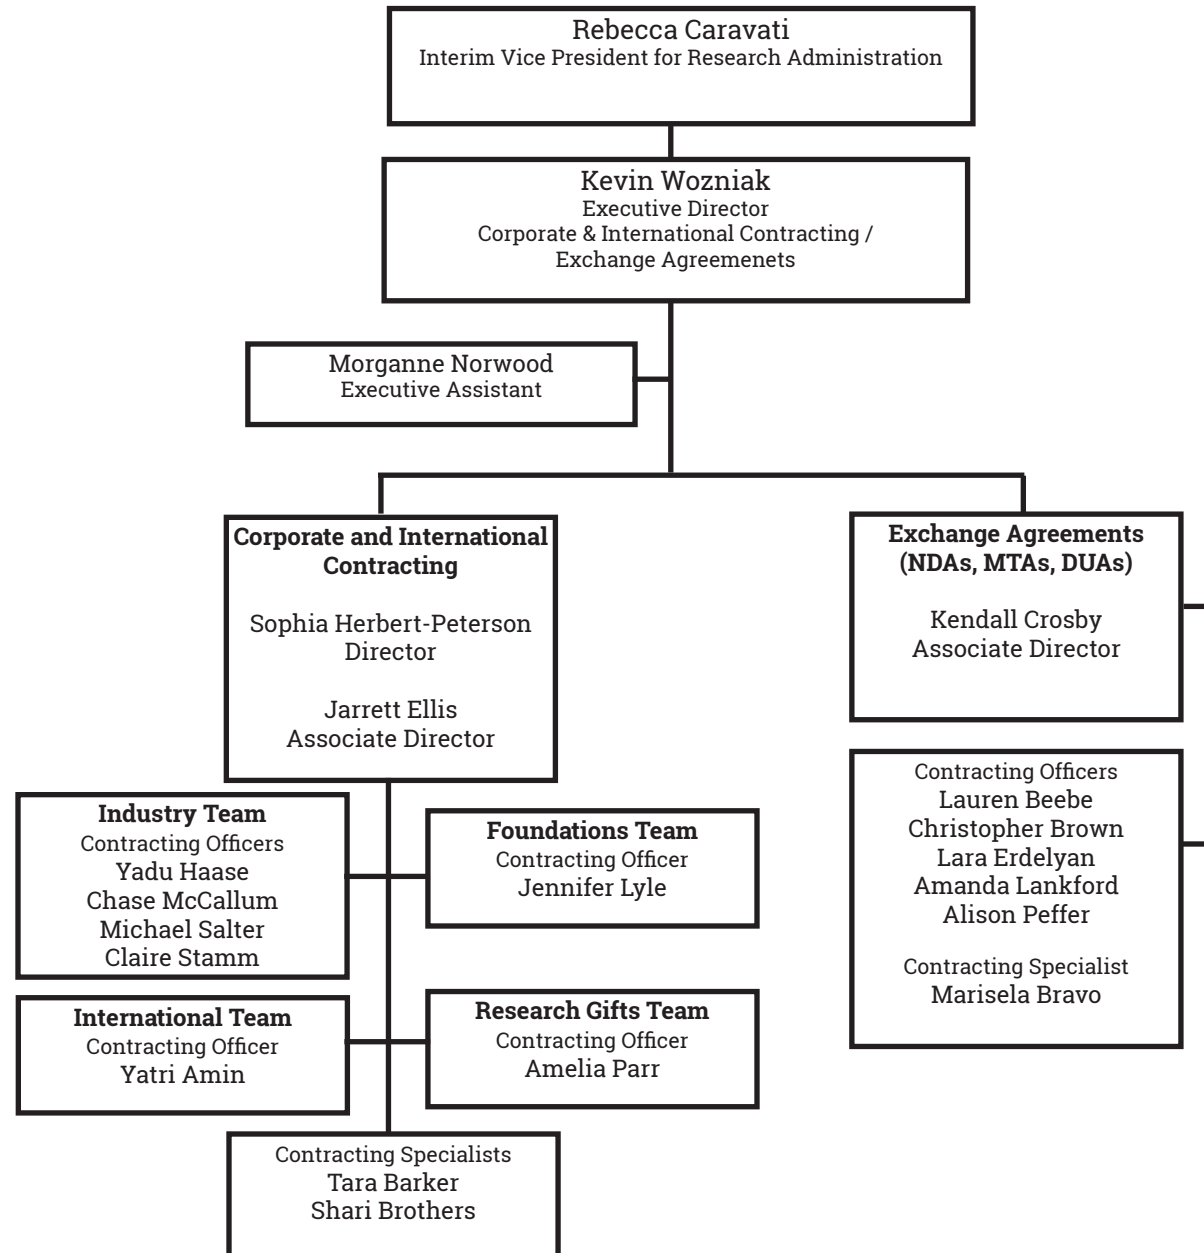 Rebecca Caravati
Interim Vice President for Research Administration
Kevin Wozniak
Executive Director
Corporate & International Contracting /
Exchange Agreemenets
Morganne Norwood
Executive Assistant
Corporate and International
Contracting
Sophia Herbert-Peterson
Director
Jarrett Ellis
Associate Director
Exchange Agreements
(NDAs, MTAs, DUAs)
Kendall Crosby
Associate Director
Industry Team
Contracting Officers
Yadu Haase
Chase McCallum
Michael Salter
Claire Stamm
Foundations Team
Contracting Officer
Jennifer Lyle
Contracting Officers
Lauren Beebe
Christopher Brown
Lara Erdelyan
Amanda Lankford
Alison Peffer
Contracting Specialist
Marisela Bravo
International Team
Contracting Officer
Yatri Amin
Research Gifts Team
Contracting Officer
Amelia Parr
Contracting Specialists
Tara Barker
Shari Brothers